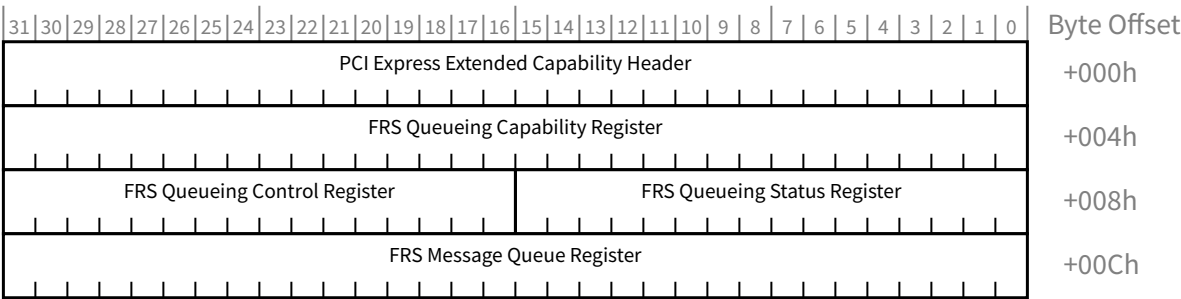 31 30 29 28 27 26 25 24 23 22 21 20 19 18 17 16 15 14 13 12 11 10 9 8 7 6 5 4 3 2 1 0 Byte Offset
PCI Express Extended Capability Header +000h
FRS Queueing Capability Register +004h
FRS Queueing Control Register FRS Queueing Status Register +008h
FRS Message Queue Register +00Ch